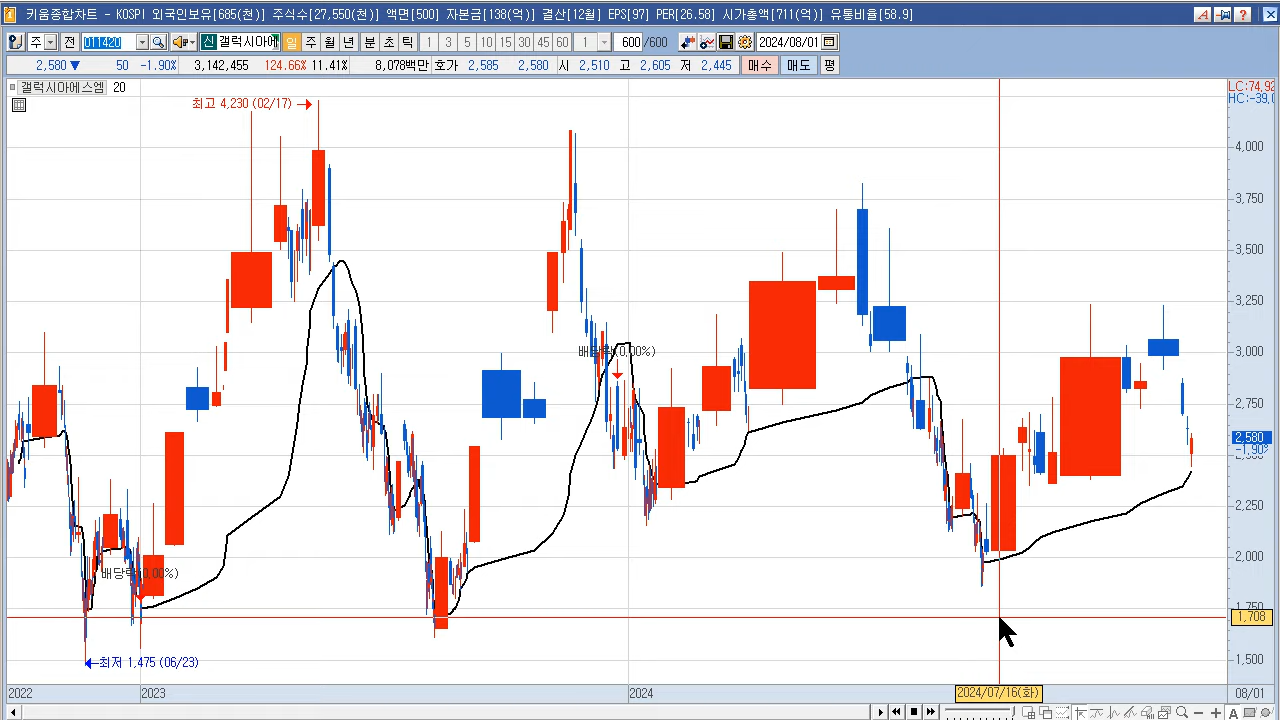 키움종합차트 - KOSPI 외국인보유[685(천)] 주식수[27,550(천)] 액면[500] 자본금[138(억)] 결산[12월] EPS[97] PER[26.58] 시가총액[711(억)] 유통비율[58.9]
주 전 011420 신 갤럭시아에 일 주 월 년 분 초 틱 1 3 5 10 15 30 45 60 1 600 /600 2024/08/01
2,580 ▼ 50 -1.90% 3,142,455 124.66% 11.41% 8,078백만 호가 2,585 2,580 시 2,510 고 2,605 저 2,445 매수 매도 평
갤럭시아에스엠 20
LC:74,92
HC:-39,0
최고 4,230 (02/17)
4,000
3,750
3,500
3,250
배당락(0,00%)
3,000
2,750
2,580
-1,90%
2,500
2,250
배당락(0,00%)
2,000
1,750
1,708
최저 1,475 (06/23)
1,500
2022 2023 2024 2024/07/16(화) 08/01
A